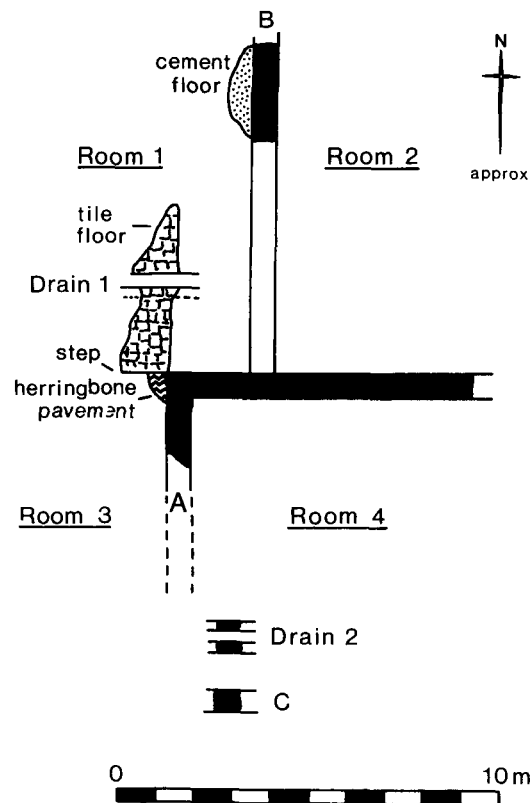 B
cement
floor
N
approx
Room 1
Room 2
tile
floor
Drain 1
step
herringbone
pavement
Room 3
A
Room 4
Drain 2
C
0
10m